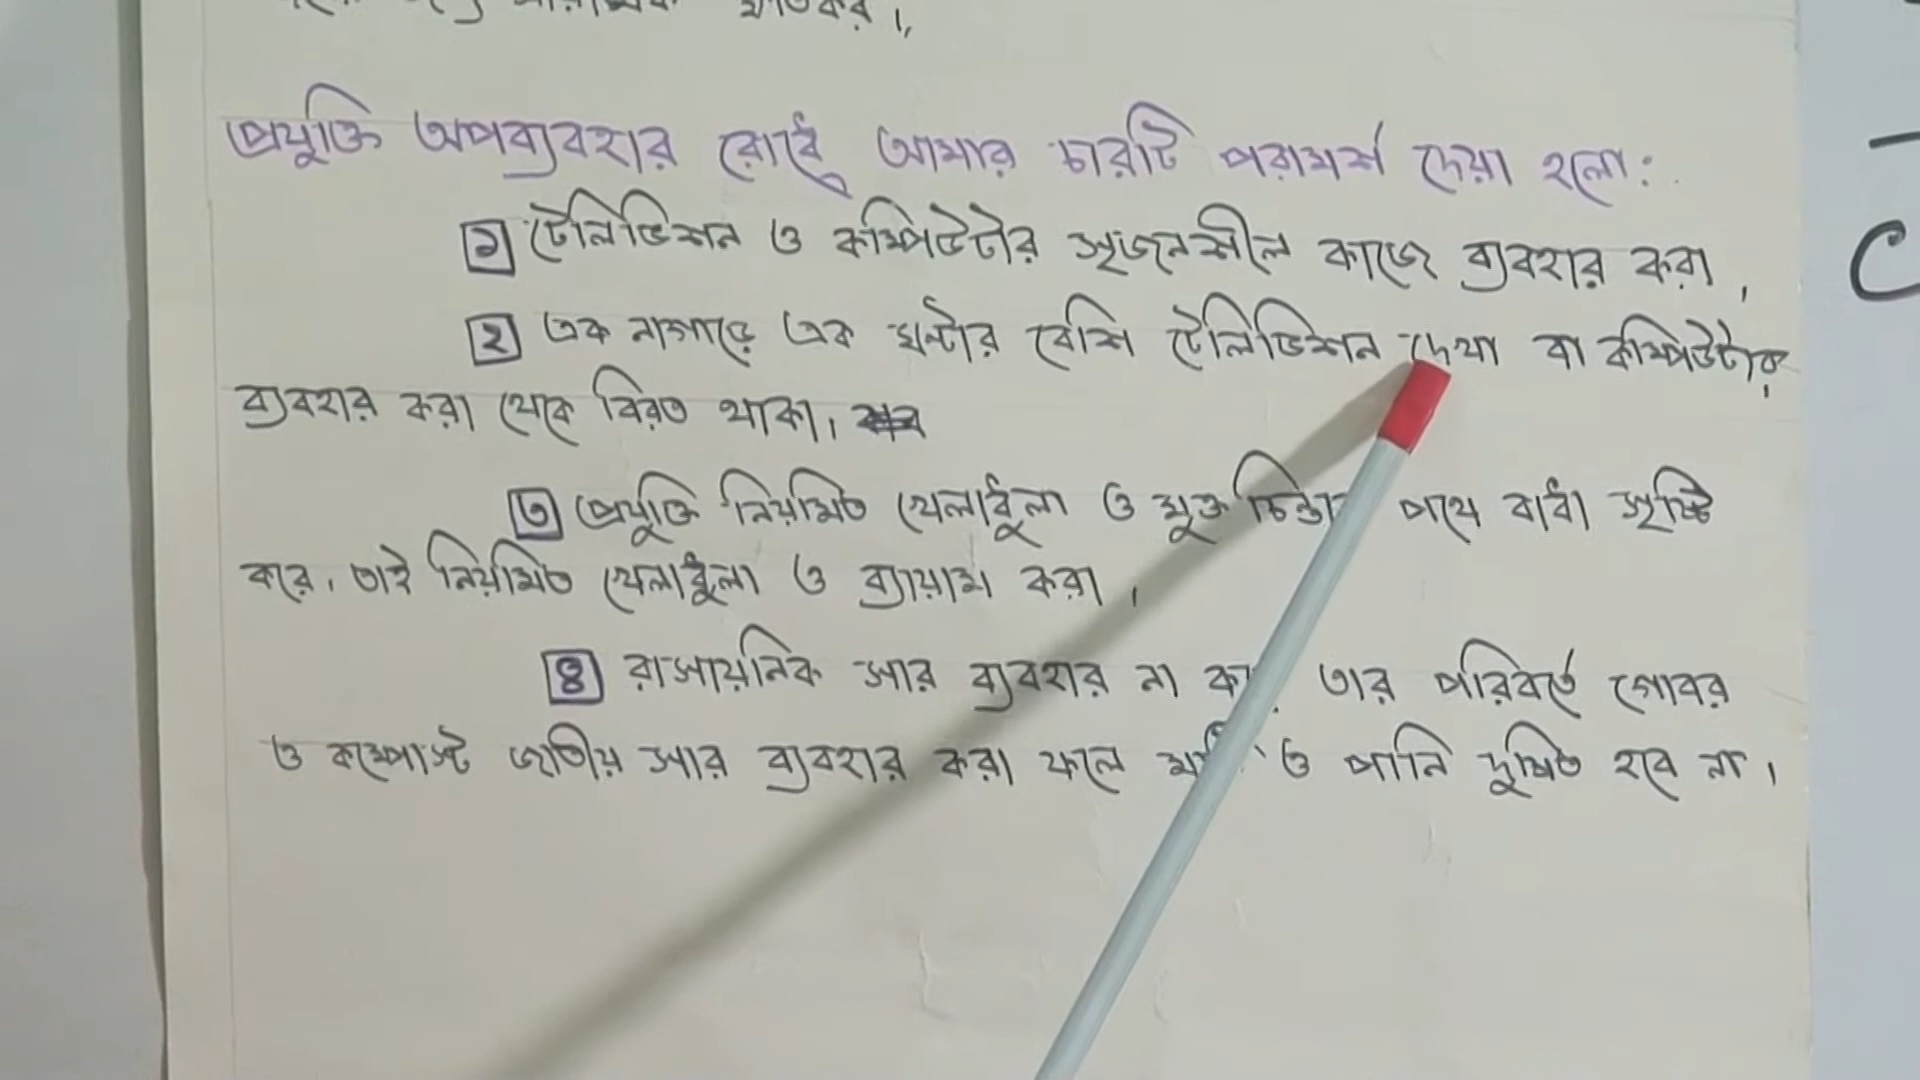 প্রযুক্তি অপব্যবহার রোধে আমার চারটি পরামর্শ দেয়া হলো:
১ টেলিভিশন ও কম্পিউটার সৃজনশীল কাজে ব্যবহার করা,
২ এক নাগাড়ে এক ঘন্টার বেশি টেলিভিশন দেখা বা কম্পিউটার
ব্যবহার করা থেকে বিরত থাকা।
৩ প্রযুক্তি নিয়মিত খেলাধুলা ও মুক্ত পথে বাধা সৃষ্টি
করে। তাই নিয়মিত খেলাধুলা ও ব্যায়াম করা।
৪ রাসায়নিক সার ব্যবহার না তার পরিবর্তে গোবর
ও কম্পোস্ট জাতীয় সার ব্যবহার করা ফলে ও পানি দুষিত হবে না।